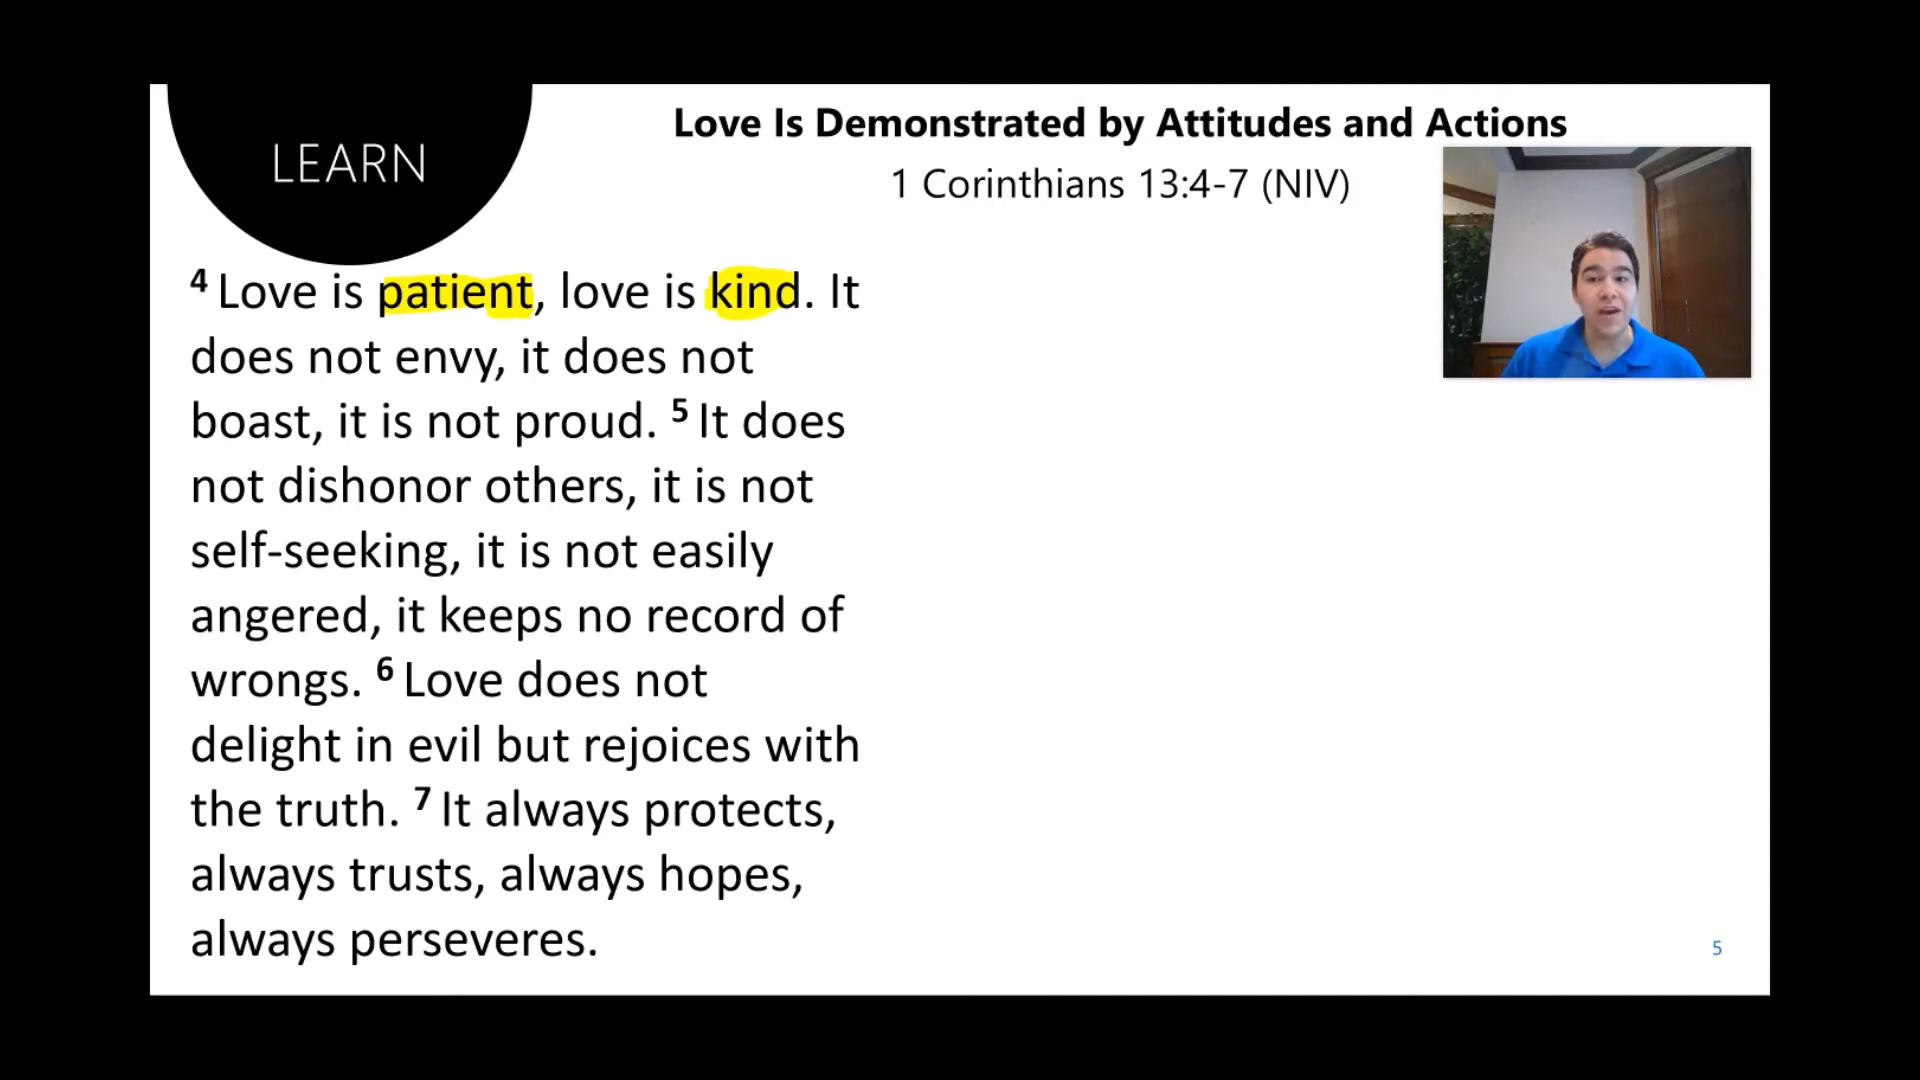 LEARN
Love Is Demonstrated by Attitudes and Actions
1 Corinthians 13:4-7 (NIV)
4 Love is patient, love is kind. It
does not envy, it does not
boast, it is not proud. 5 It does
not dishonor others, it is not
self-seeking, it is not easily
angered, it keeps no record of
wrongs. 6 Love does not
delight in evil but rejoices with
the truth. 7 It always protects,
always trusts, always hopes,
always perseveres.
5